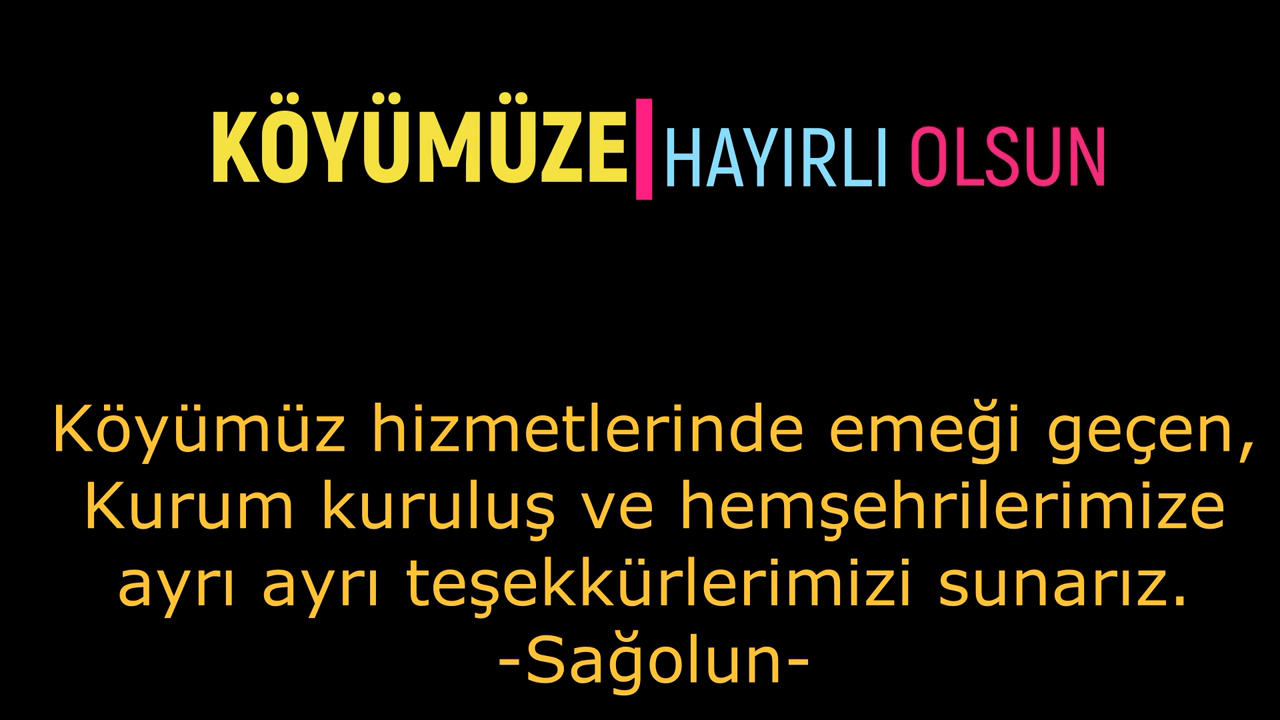 KÖYÜMÜZE HAYIRLI OLSUN
Köyümüz hizmetlerinde emeği geçen,
Kurum kuruluş ve hemşehrilerimize
ayrı ayrı teşekkürlerimizi sunarız.
-Sağolun-